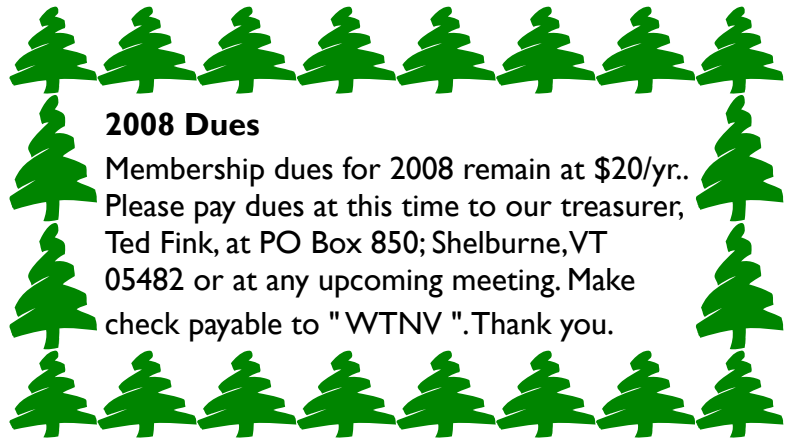 2008 Dues
Membership dues for 2008 remain at $20/yr..
Please pay dues at this time to our treasurer,
Ted Fink, at PO Box 850; Shelburne,VT
05482 or at any upcoming meeting. Make
check payable to " WTNV ".Thank you.